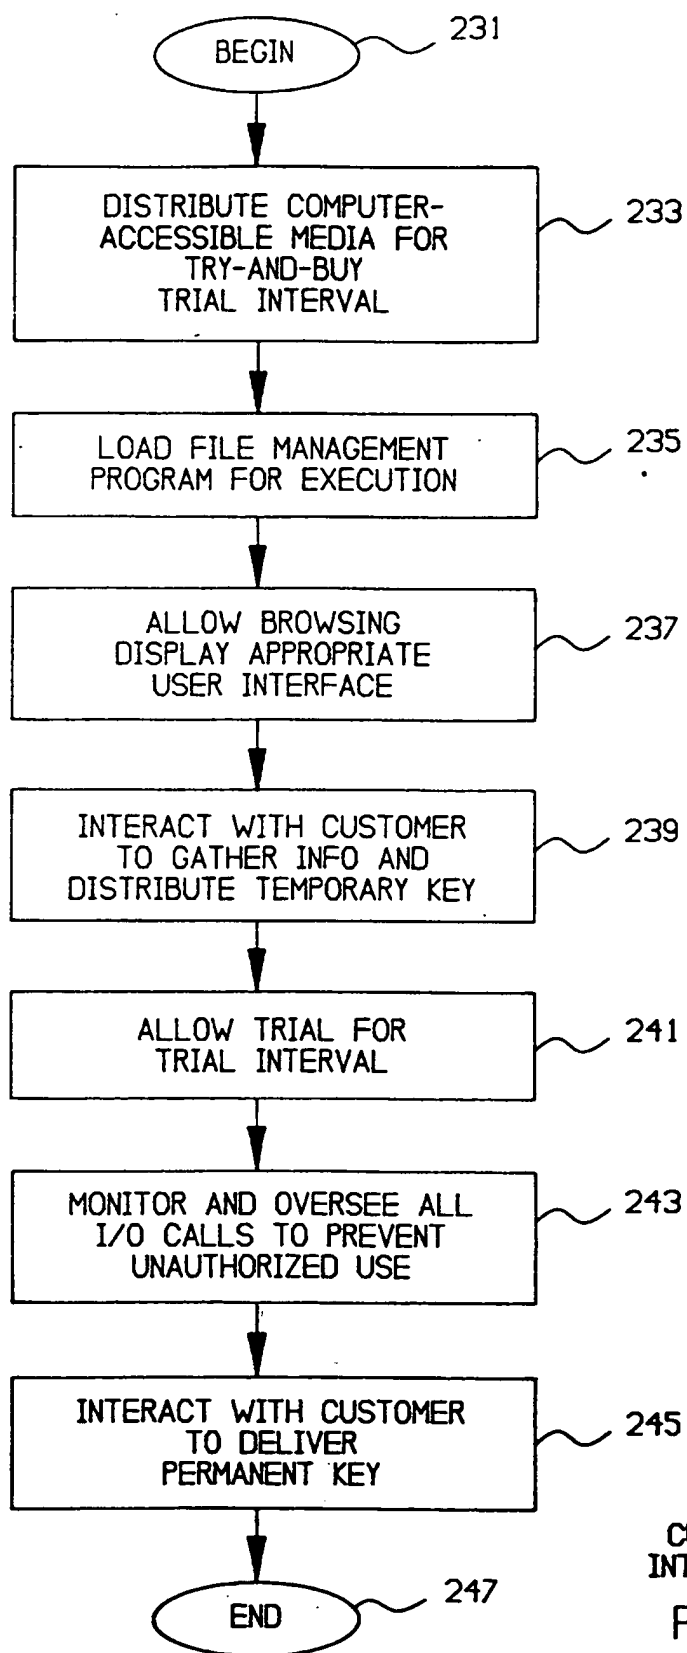 BEGIN
231
DISTRIBUTE COMPUTER-
ACCESSIBLE MEDIA FOR
TRY-AND-BUY
TRIAL INTERVAL
233
LOAD FILE MANAGEMENT
PROGRAM FOR EXECUTION
235
ALLOW BROWSING
DISPLAY APPROPRIATE
USER INTERFACE
237
INTERACT WITH CUSTOMER
TO GATHER INFO AND
DISTRIBUTE TEMPORARY KEY
239
ALLOW TRIAL FOR
TRIAL INTERVAL
241
MONITOR AND OVERSEE ALL
I/O CALLS TO PREVENT
UNAUTHORIZED USE
243
INTERACT WITH CUSTOMER
TO DELIVER
PERMANENT KEY
245
END
247